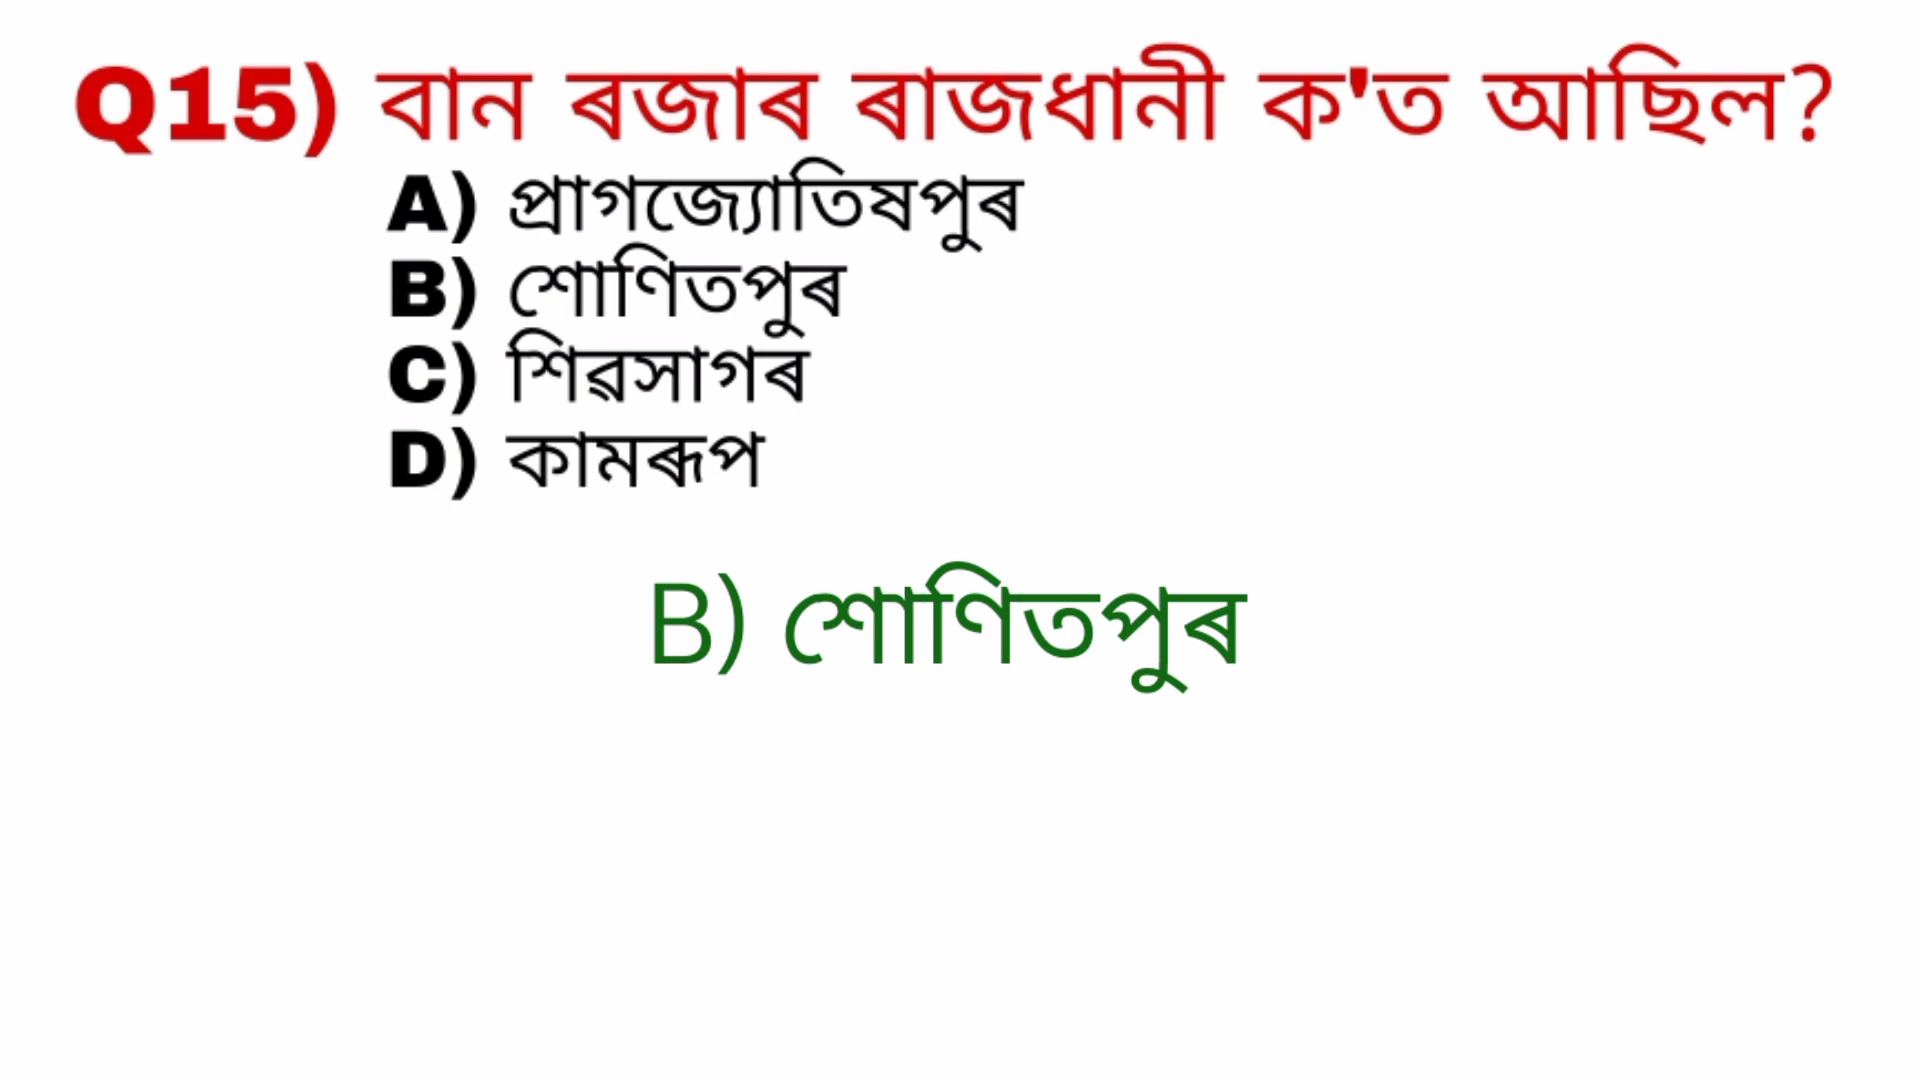 Q15) বান ৰজাৰ ৰাজধানী ক'ত আছিল?
A) প্ৰাগজ্যোতিষপুৰ
B) শোণিতপুৰ
C) শিৱসাগৰ
D) কামৰূপ
B) শোণিতপুৰ